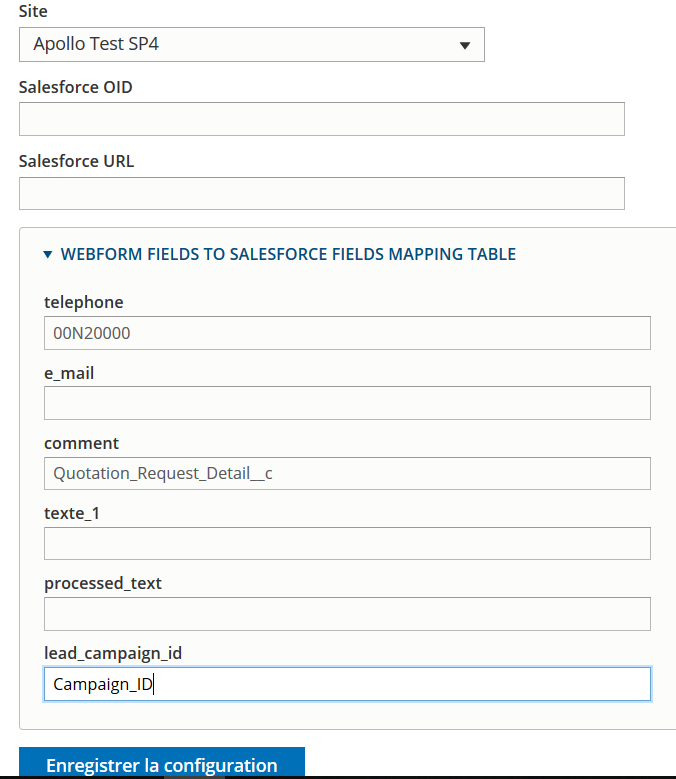 Site
Apollo Test SP4
Salesforce OID
Salesforce URL
WEBFORM FIELDS TO SALESFORCE FIELDS MAPPING TABLE
telephone
00N20000
e_mail
comment
Quotation_Request_Detail__c
texte_1
processed_text
lead_campaign_id
Campaign_ID
Enregistrer la configuration